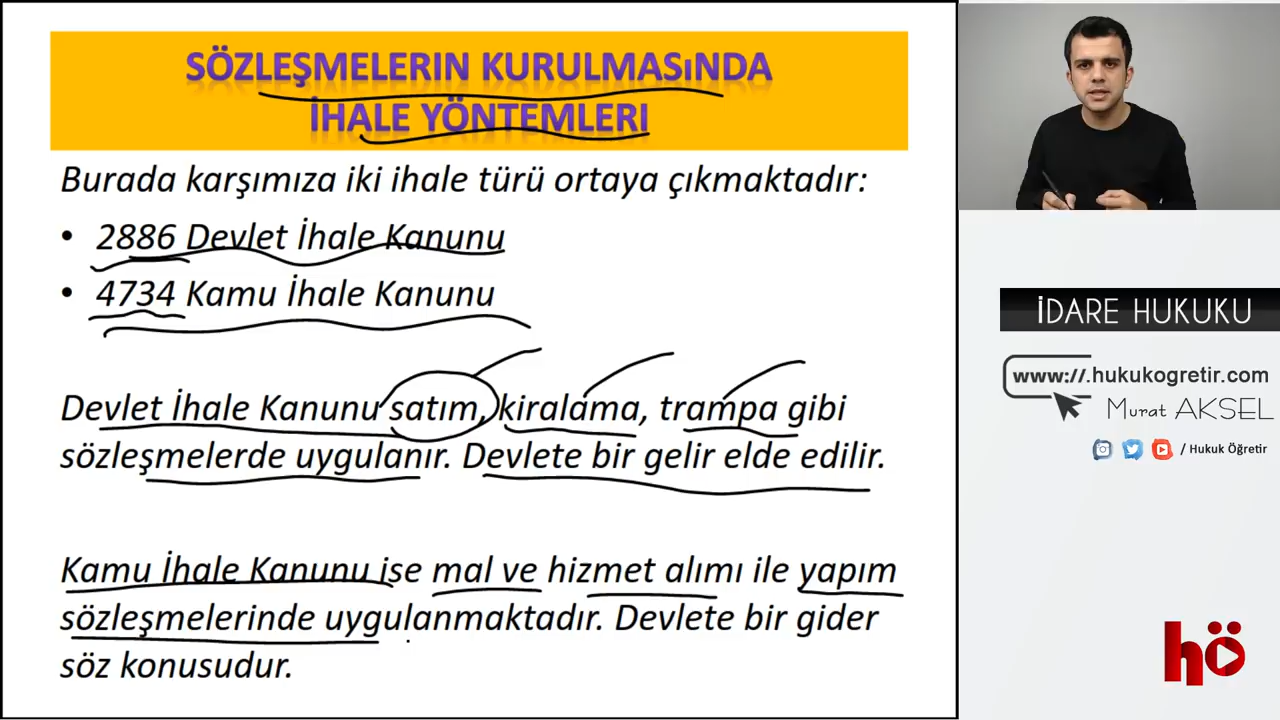 SÖZLEŞMELERIN KURULMASıNDA
İHALE YÖNTEMLERI
Burada karşımıza iki ihale türü ortaya çıkmaktadır:
• 2886 Devlet İhale Kanunu
• 4734 Kamu İhale Kanunu
Devlet İhale Kanunu satım, kiralama, trampa gibi
sözleşmelerde uygulanır. Devlete bir gelir elde edilir.
Kamu İhale Kanunu ise mal ve hizmet alımı ile yapım
sözleşmelerinde uygulanmaktadır. Devlete bir gider
söz konusudur.
İDARE HUKUKU
www://.hukukogretir.com
Murat AKSEL
/ Hukuk Öğretir
hö